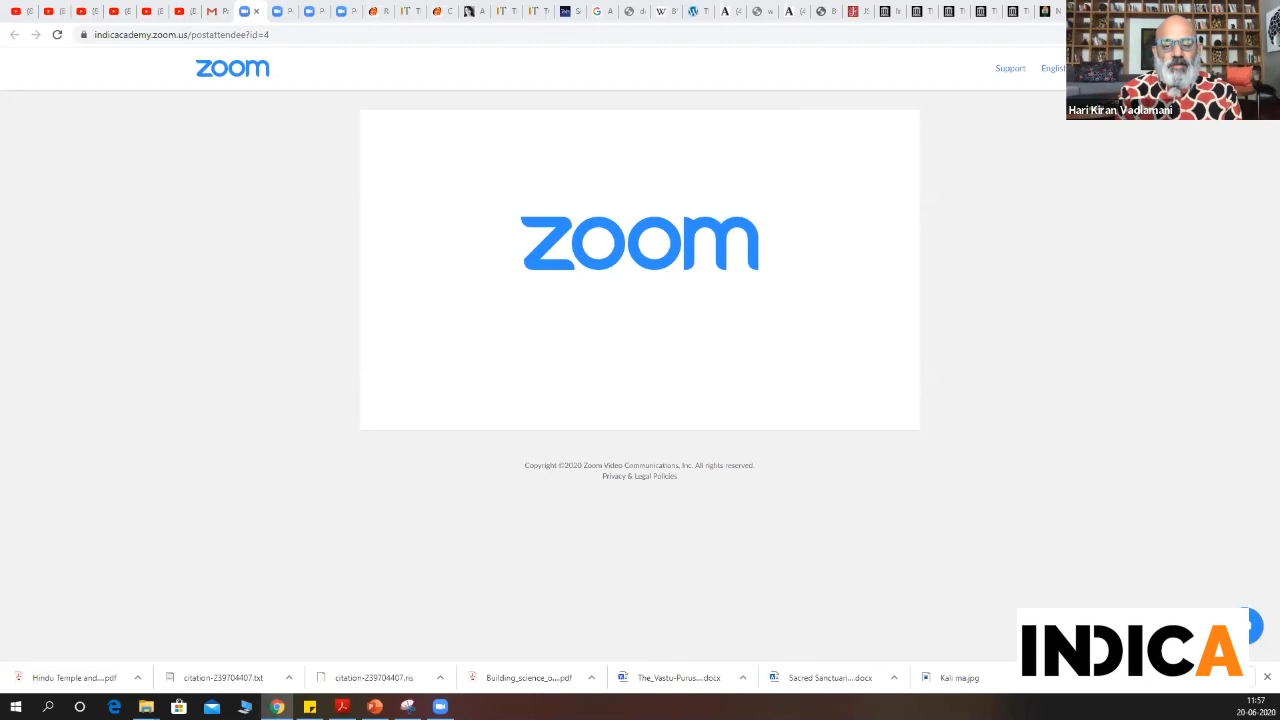 indicacademy.zoom.us/postattendee?id=4
zoom
Support
Hari Kiran Vadlamani
zoom
Copyright ©2020 Zoom Video Communications, Inc. All rights reserved.
Privacy & Legal Policies
INDICA
Hindu Temple and....pdf
citation-239704407.txt
citation-239704407.ris
Building_science_o....pdf
The_Vastu-Purus....docx
Sacred Sanctuari....docx
Kali ma.jpg
11:57
20-06-2020